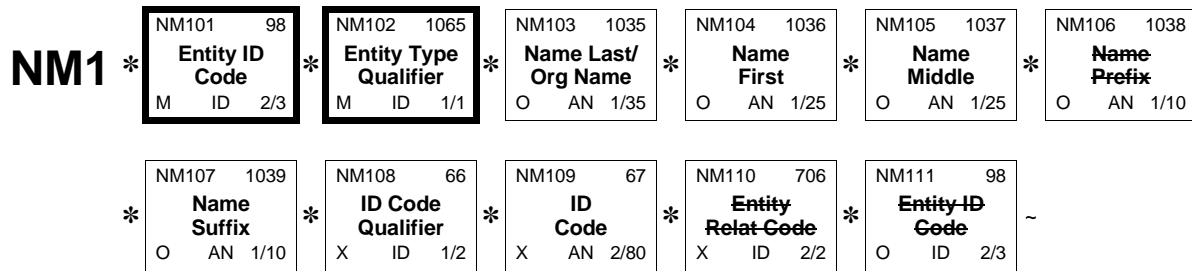 NM101 98 NM102 1065 NM103 1035 NM104 1036 NM105 1037 NM106 1038
NM1 * Entity ID * Entity Type * Name Last/ * Name * Name * Name
Code Qualifier Org Name First Middle Prefix
M ID 2/3 M ID 1/1 O AN 1/35 O AN 1/25 O AN 1/25 O AN 1/10
NM107 1039 NM108 66 NM109 67 NM110 706 NM111 98
* Name * ID Code * ID * Entity * Entity ID ~
Suffix Qualifier Code Relat Code Code
O AN 1/10 X ID 1/2 X AN 2/80 X ID 2/2 O ID 2/3